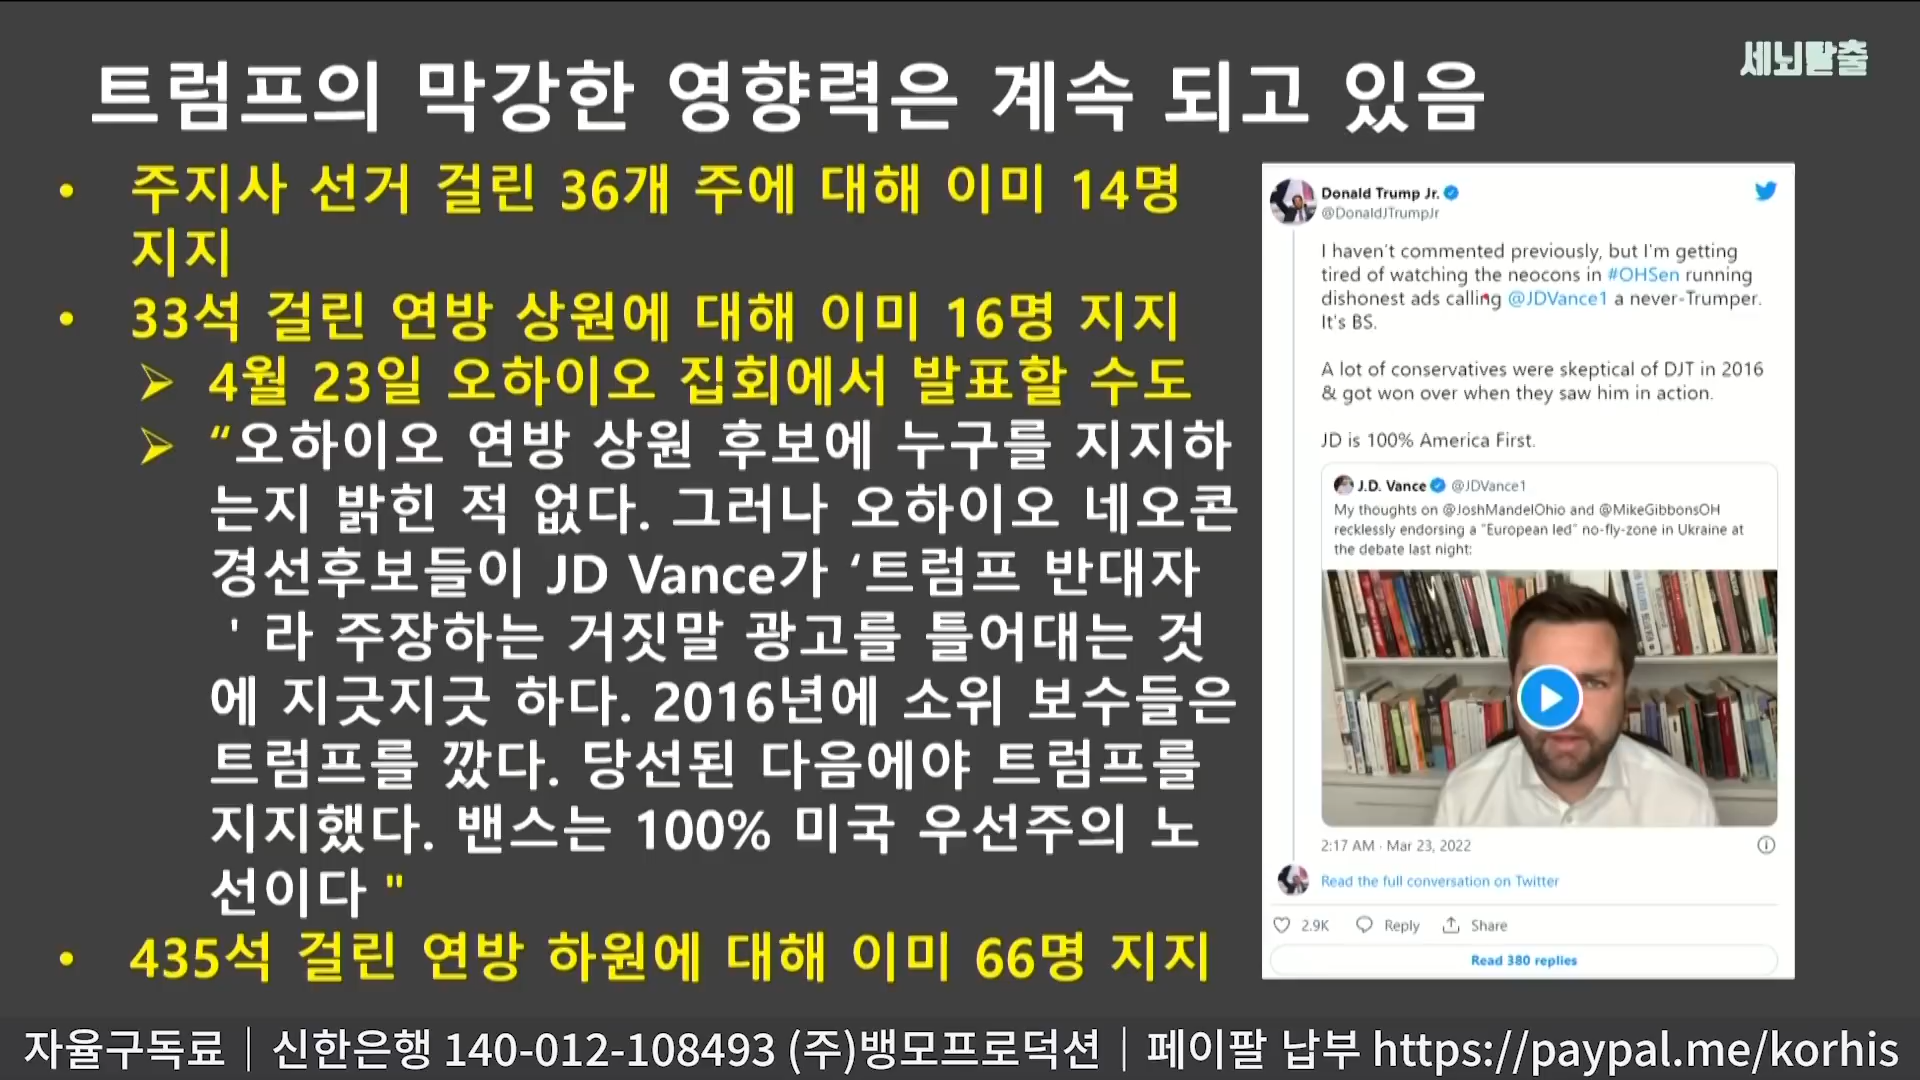 세뇌탈출
트럼프의 막강한 영향력은 계속 되고 있음
• 주지사 선거 걸린 36개 주에 대해 이미 14명
지지
• 33석 걸린 연방 상원에 대해 이미 16명 지지
➢ 4월 23일 오하이오 집회에서 발표할 수도
➢ “오하이오 연방 상원 후보에 누구를 지지하
는지 밝힌 적 없다. 그러나 오하이오 네오콘
경선후보들이 JD Vance가 ‘트럼프 반대자
' 라 주장하는 거짓말 광고를 틀어대는 것
에 지긋지긋 하다. 2016년에 소위 보수들은
트럼프를 깠다. 당선된 다음에야 트럼프를
지지했다. 밴스는 100% 미국 우선주의 노
선이다 "
• 435석 걸린 연방 하원에 대해 이미 66명 지지
Donald Trump Jr.
@DonaldJTrumpJr
I haven't commented previously, but I'm getting
tired of watching the neocons in #OHSen running
dishonest ads calling @JDVance1 a never-Trumper.
It's BS.
A lot of conservatives were skeptical of DJT in 2016
& got won over when they saw him in action.
JD is 100% America First.
J.D. Vance @JDVance1
My thoughts on @JoshMandelOhio and @MikeGibbonsOH
recklessly endorsing a "European led" no-fly-zone in Ukraine at
the debate last night:
2:17 AM · Mar 23, 2022
Read the full conversation on Twitter
2.9K Reply Share
Read 380 replies
자율구독료│신한은행 140-012-108493 (주)뱅모프로덕션│페이팔 납부 https://paypal.me/korhis